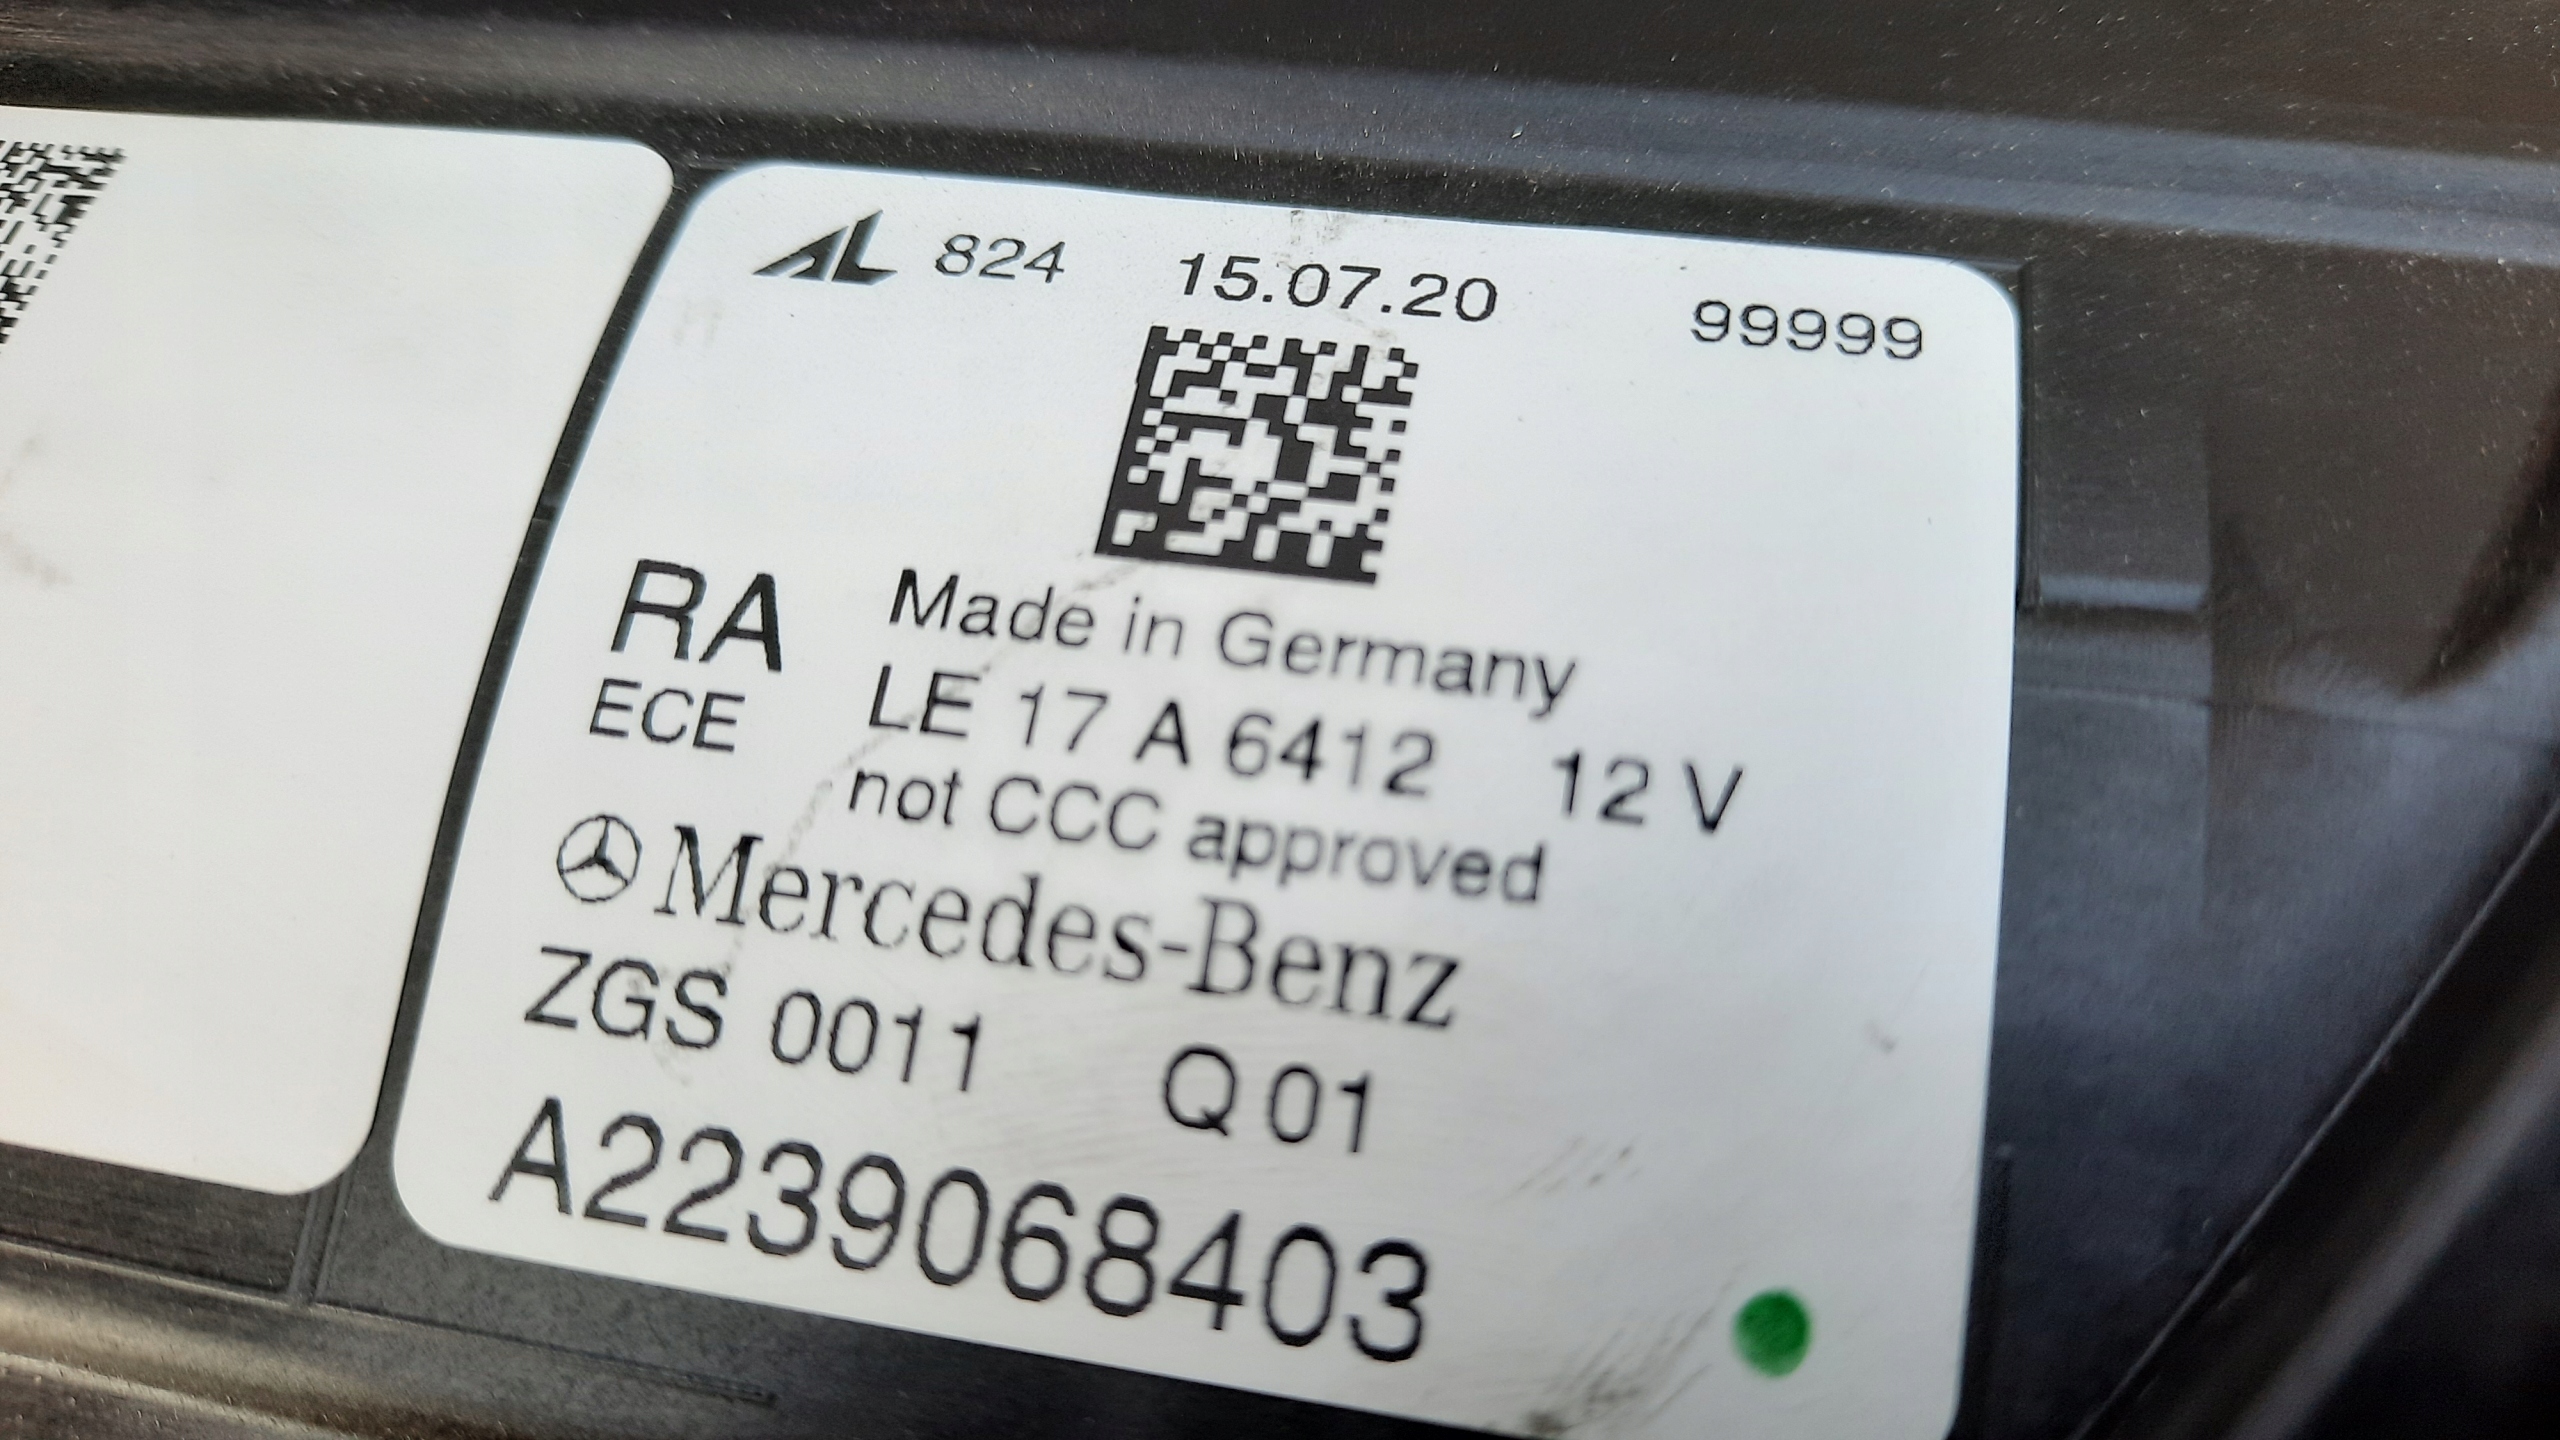 AL 824 15.07.20 99999
RA Made in Germany
ECE LE 17 A 6412 12 V
not CCC approved
Mercedes-Benz
ZGS 0011 Q 01
A2239068403